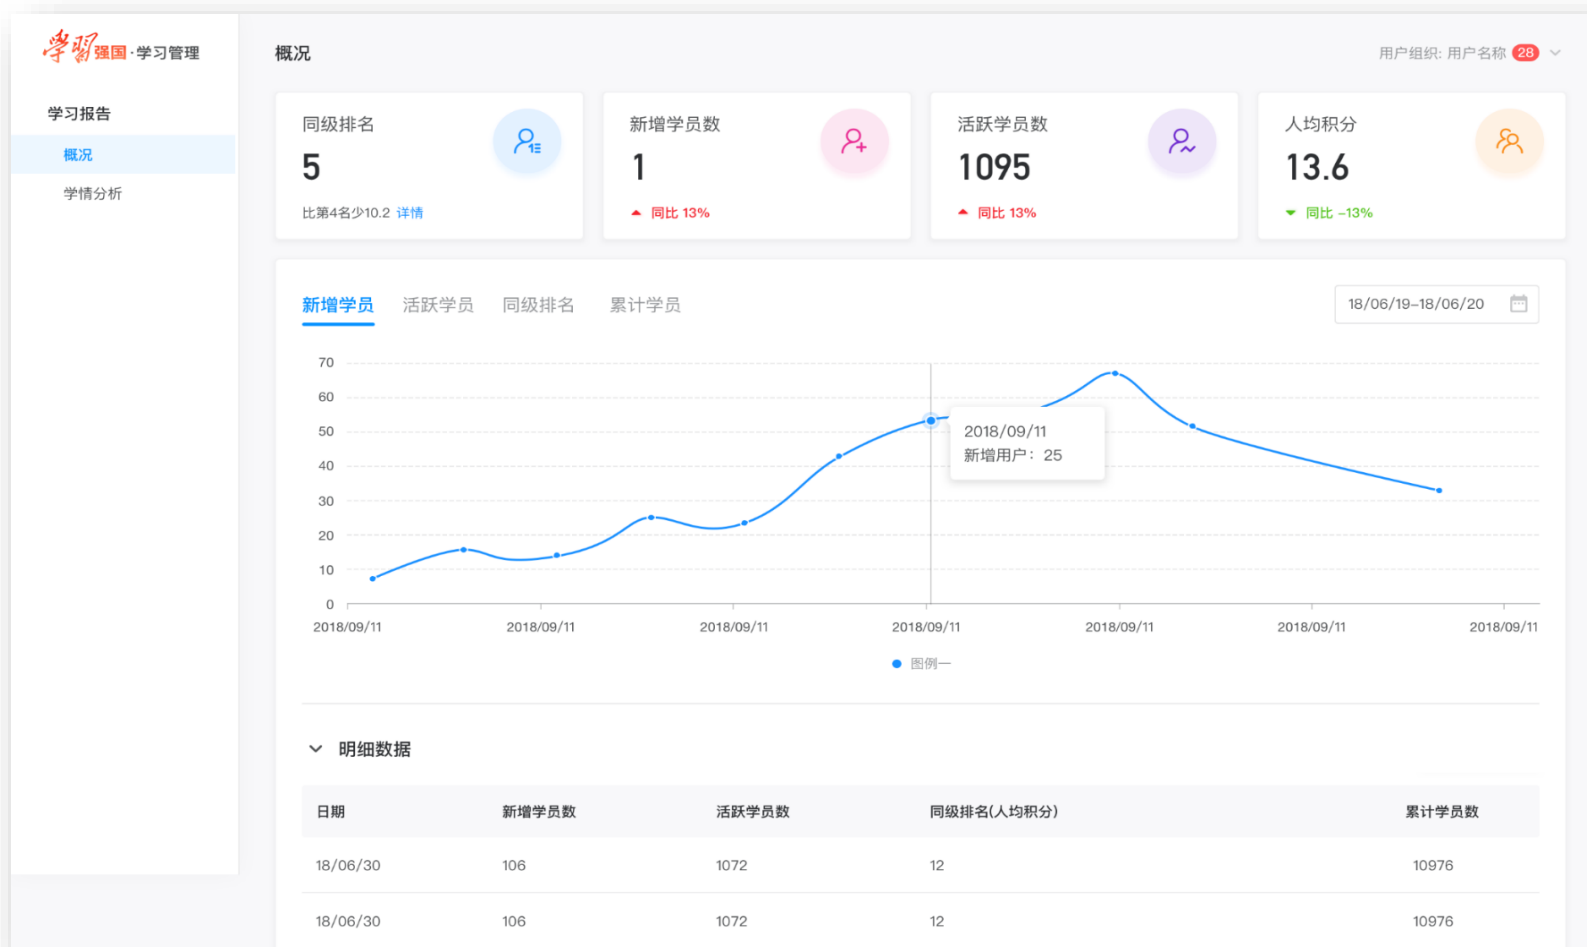 学习强国·学习管理
概况
用户组织: 用户名称 28
学习报告
概况
学情分析
同级排名
5
比第4名少10.2 详情
新增学员数
1
同比 13%
活跃学员数
1095
同比 13%
人均积分
13.6
同比 -13%
新增学员 活跃学员 同级排名 累计学员
18/06/19-18/06/20
70
60
50
40
30
20
10
0
2018/09/11
新增用户：25
2018/09/11 2018/09/11 2018/09/11 2018/09/11 2018/09/11 2018/09/11 2018/09/11
图例一
明细数据
日期 新增学员数 活跃学员数 同级排名(人均积分) 累计学员数
18/06/30 106 1072 12 10976
18/06/30 106 1072 12 10976